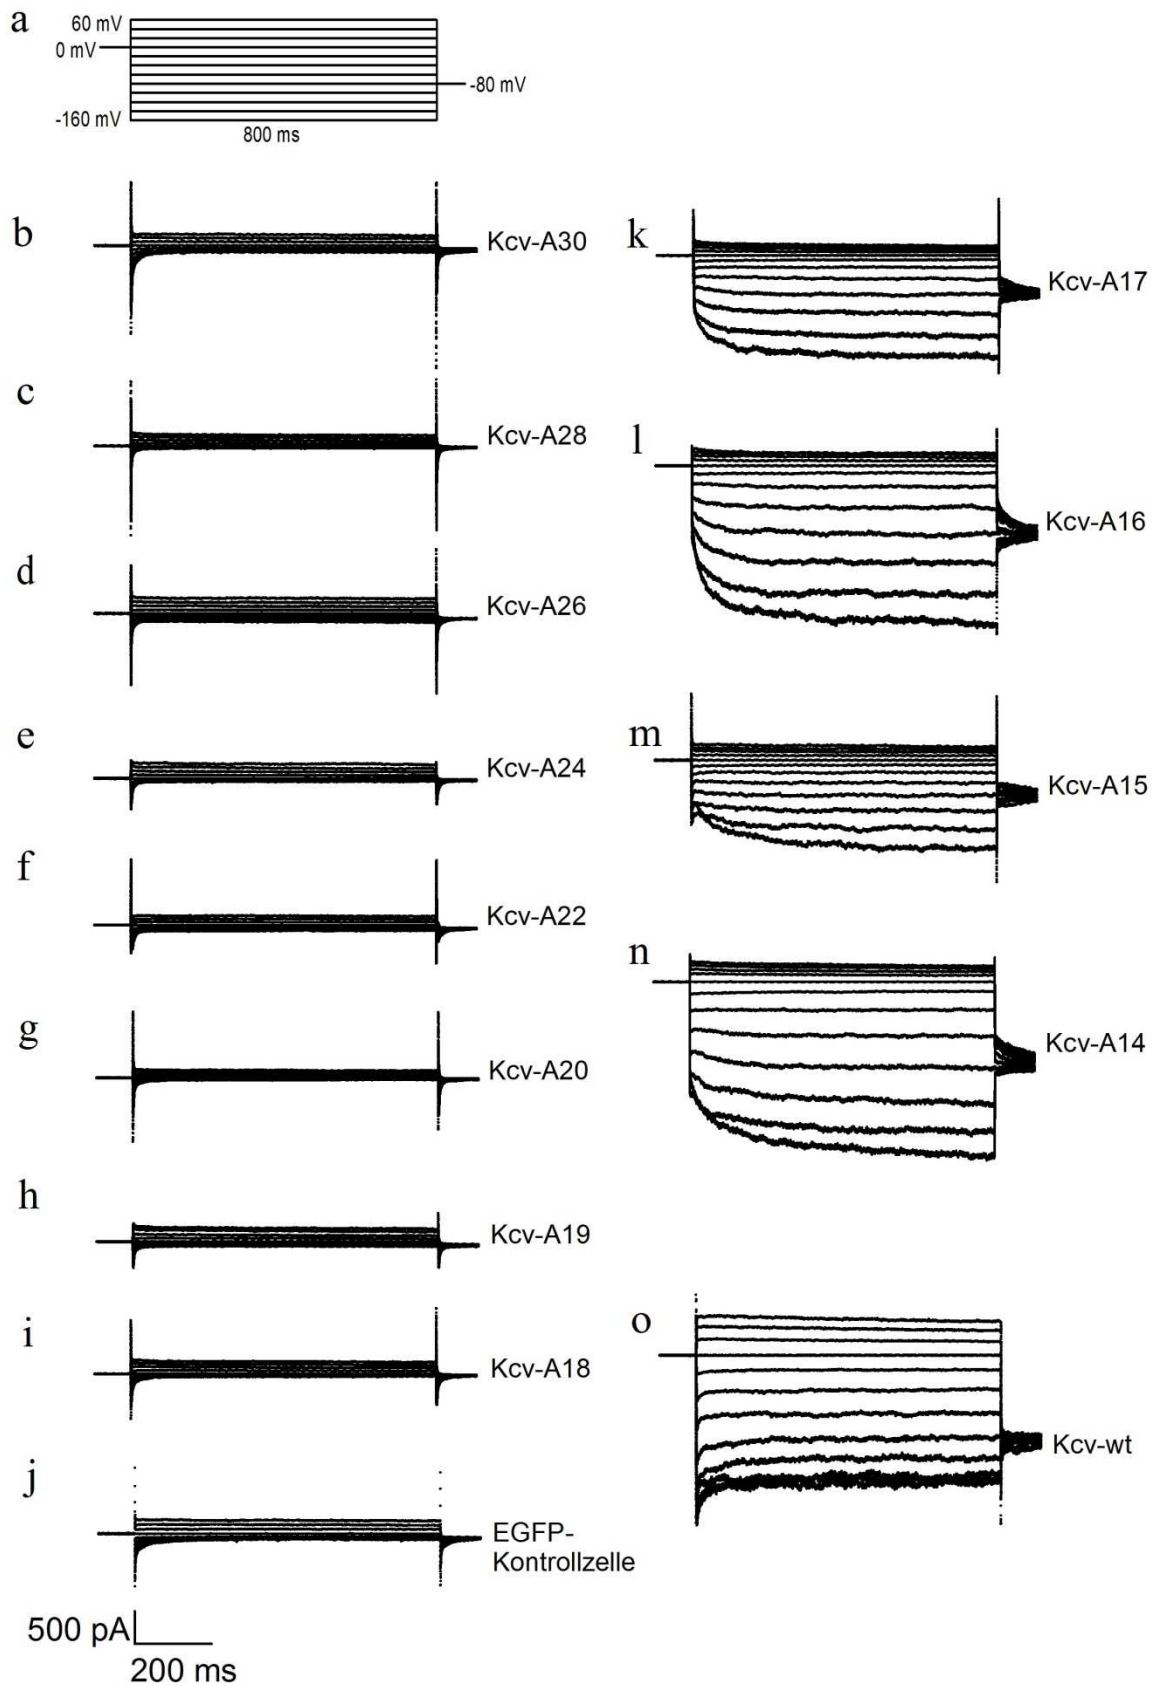 a
60 mV
0 mV
-80 mV
-160 mV
800 ms
b
Kcv-A30
c
Kcv-A28
d
Kcv-A26
e
Kcv-A24
f
Kcv-A22
g
Kcv-A20
h
Kcv-A19
i
Kcv-A18
j
EGFP-
Kontrollzelle
500 pA
200 ms
k
Kcv-A17
l
Kcv-A16
m
Kcv-A15
n
Kcv-A14
o
Kcv-wt